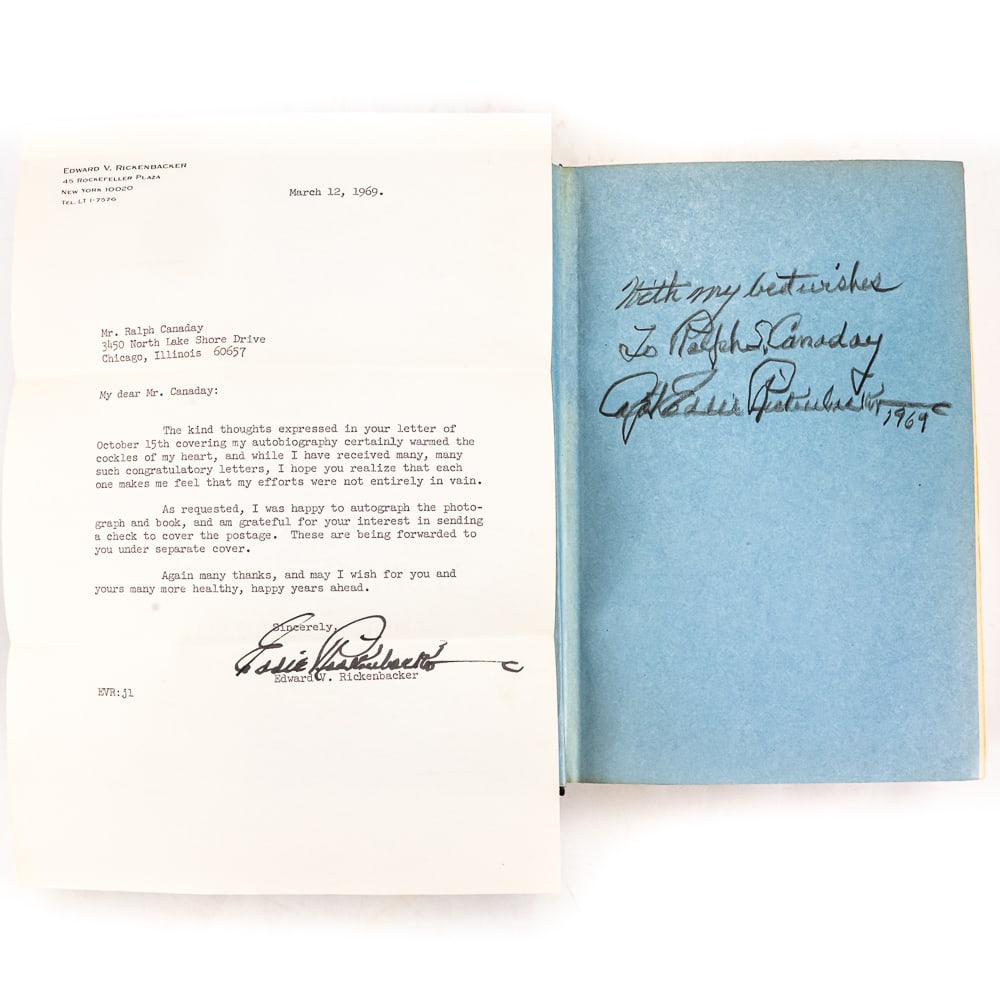 EDWARD V. RICKENBACKER
45 ROCKEFELLER PLAZA
NEW YORK 10020
TEL. LT 1-7576
March 12, 1969.
Mr. Ralph Canaday
3450 North Lake Shore Drive
Chicago, Illinois 60657
My dear Mr. Canaday:
The kind thoughts expressed in your letter of
October 15th covering my autobiography certainly warmed the
cockles of my heart, and while I have received many, many
such congratulatory letters, I hope you realize that each
one makes me feel that my efforts were not entirely in vain.
As requested, I was happy to autograph the photo-
graph and book, and am grateful for your interest in sending
a check to cover the postage. These are being forwarded to
you under separate cover.
Again many thanks, and may I wish for you and
yours many more healthy, happy years ahead.
Sincerely,
Eddie Rickenbacker
Edward V. Rickenbacker
EVR:jl
With my best wishes
To Ralph S. Canaday
Capt Eddie Rickenbacker
1969